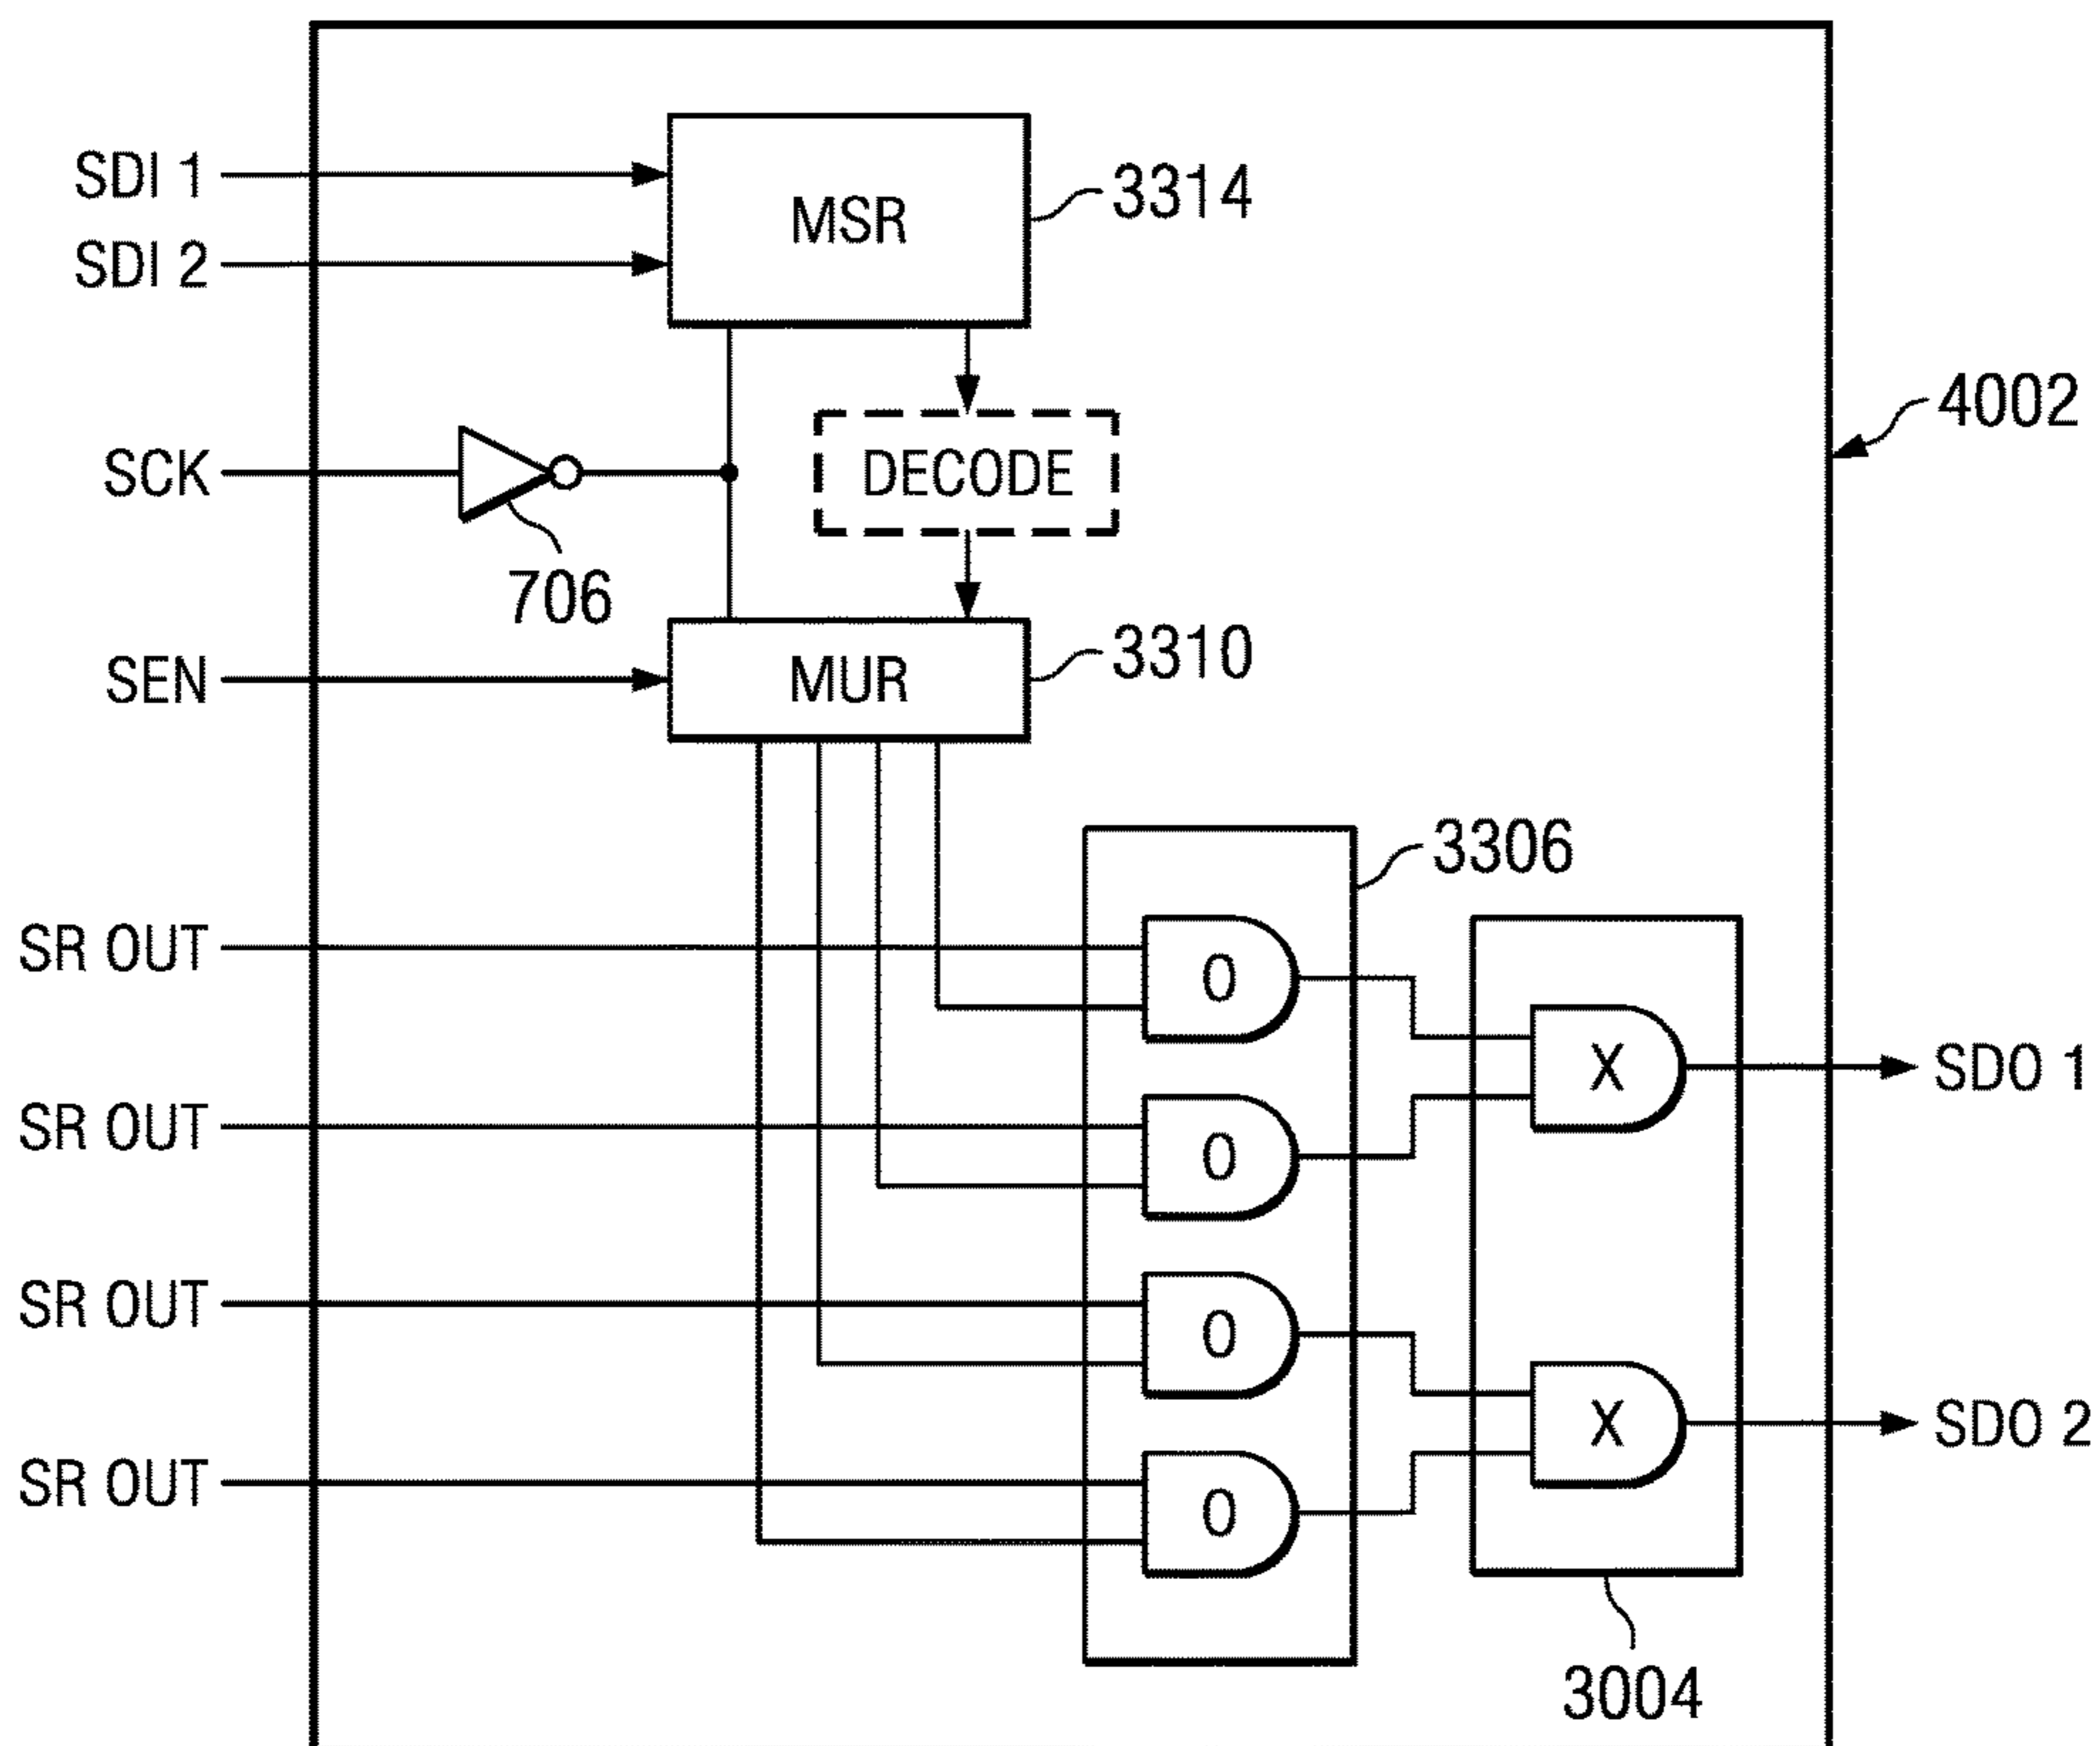 SDI 1
MSR
3314
SDI 2
4002
SCK
DECODE
706
SEN
MUR
3310
3306
SR OUT
O
X
SDO 1
SR OUT
O
SR OUT
O
X
SDO 2
SR OUT
O
3004